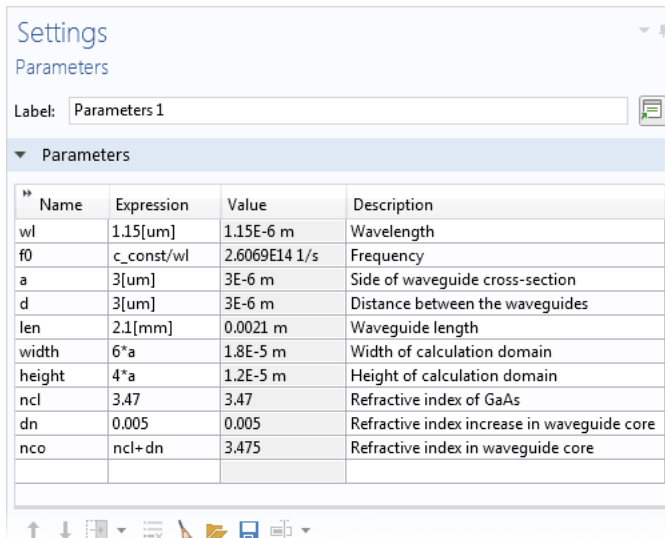 Settings
Parameters
Label: Parameters 1
Parameters
Name Expression Value Description
wl 1.15[um] 1.15E-6 m Wavelength
f0 c_const/wl 2.6069E14 1/s Frequency
a 3[um] 3E-6 m Side of waveguide cross-section
d 3[um] 3E-6 m Distance between the waveguides
len 2.1[mm] 0.0021 m Waveguide length
width 6*a 1.8E-5 m Width of calculation domain
height 4*a 1.2E-5 m Height of calculation domain
ncl 3.47 3.47 Refractive index of GaAs
dn 0.005 0.005 Refractive index increase in waveguide core
nco ncl+dn 3.475 Refractive index in waveguide core